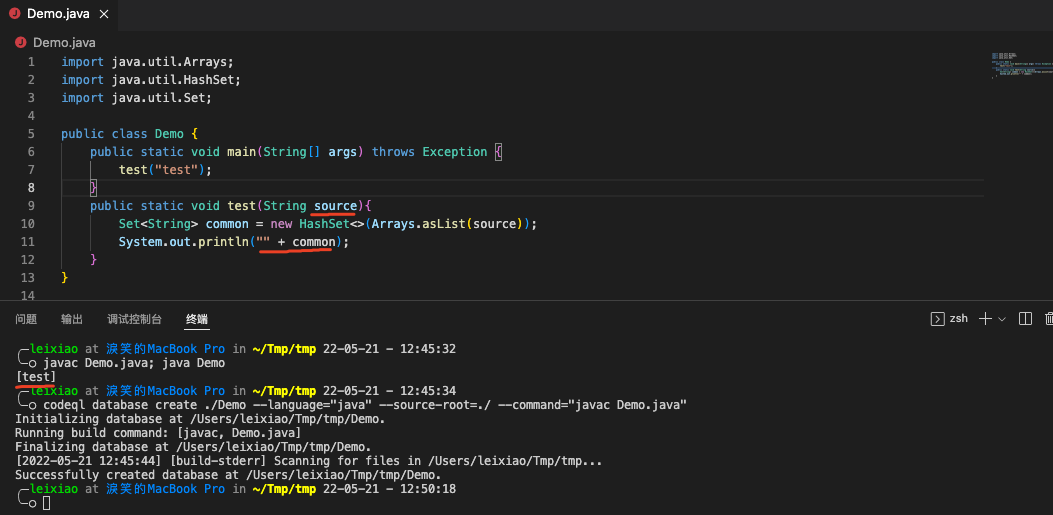 Demo.java
Demo.java
1 import java.util.Arrays;
2 import java.util.HashSet;
3 import java.util.Set;
4
5 public class Demo {
6 public static void main(String[] args) throws Exception {
7 test("test");
8 }
9 public static void test(String source){
10 Set<String> common = new HashSet<>(Arrays.asList(source));
11 System.out.println("" + common);
12 }
13 }
14
问题 输出 调试控制台 终端 zsh
leixiao at 淚笑的MacBook Pro in ~/Tmp/tmp 22-05-21 - 12:45:32
javac Demo.java; java Demo
[test]
leixiao at 淚笑的MacBook Pro in ~/Tmp/tmp 22-05-21 - 12:45:34
codeql database create ./Demo --language="java" --source-root=./ --command="javac Demo.java"
Initializing database at /Users/leixiao/Tmp/tmp/Demo.
Running build command: [javac, Demo.java]
Finalizing database at /Users/leixiao/Tmp/tmp/Demo.
[2022-05-21 12:45:44] [build-stderr] Scanning for files in /Users/leixiao/Tmp/tmp...
Successfully created database at /Users/leixiao/Tmp/tmp/Demo.
leixiao at 淚笑的MacBook Pro in ~/Tmp/tmp 22-05-21 - 12:50:18